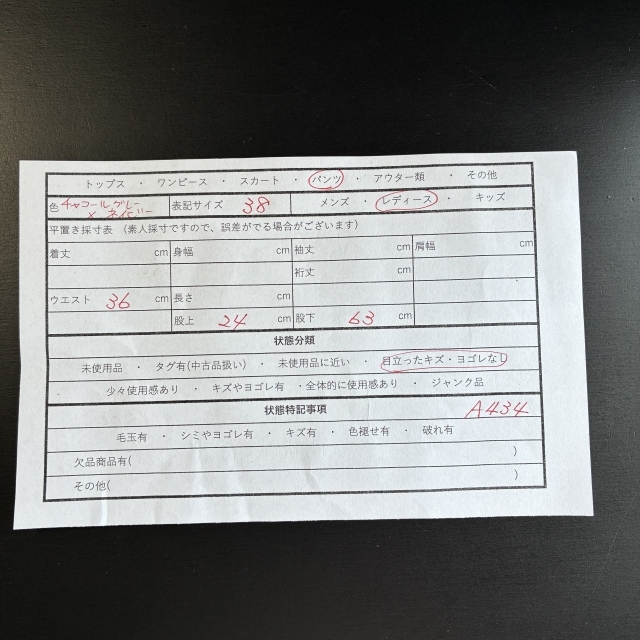 トップス ・ ワンピース ・ スカート ・ パンツ ・ アウター類 ・ その他
色 チャコールグレー × ネイビー 表記サイズ 38 メンズ ・ レディース ・ キッズ
平置き採寸表 (素人採寸ですので、誤差がでる場合がございます)
着丈 cm 身幅 cm 袖丈 cm 肩幅 cm
裄丈 cm
ウエスト 36 cm 長さ cm
股上 24 cm 股下 63 cm
状態分類
未使用品 ・ タグ有(中古品扱い) ・ 未使用品に近い ・ 目立ったキズ・ヨゴレなし
少々使用感あり ・ キズやヨゴレ有 ・全体的に使用感あり ・ ジャンク品
状態特記事項 A434
毛玉有 ・ シミやヨゴレ有 ・ キズ有 ・ 色褪せ有 ・ 破れ有
欠品商品有( )
その他( )